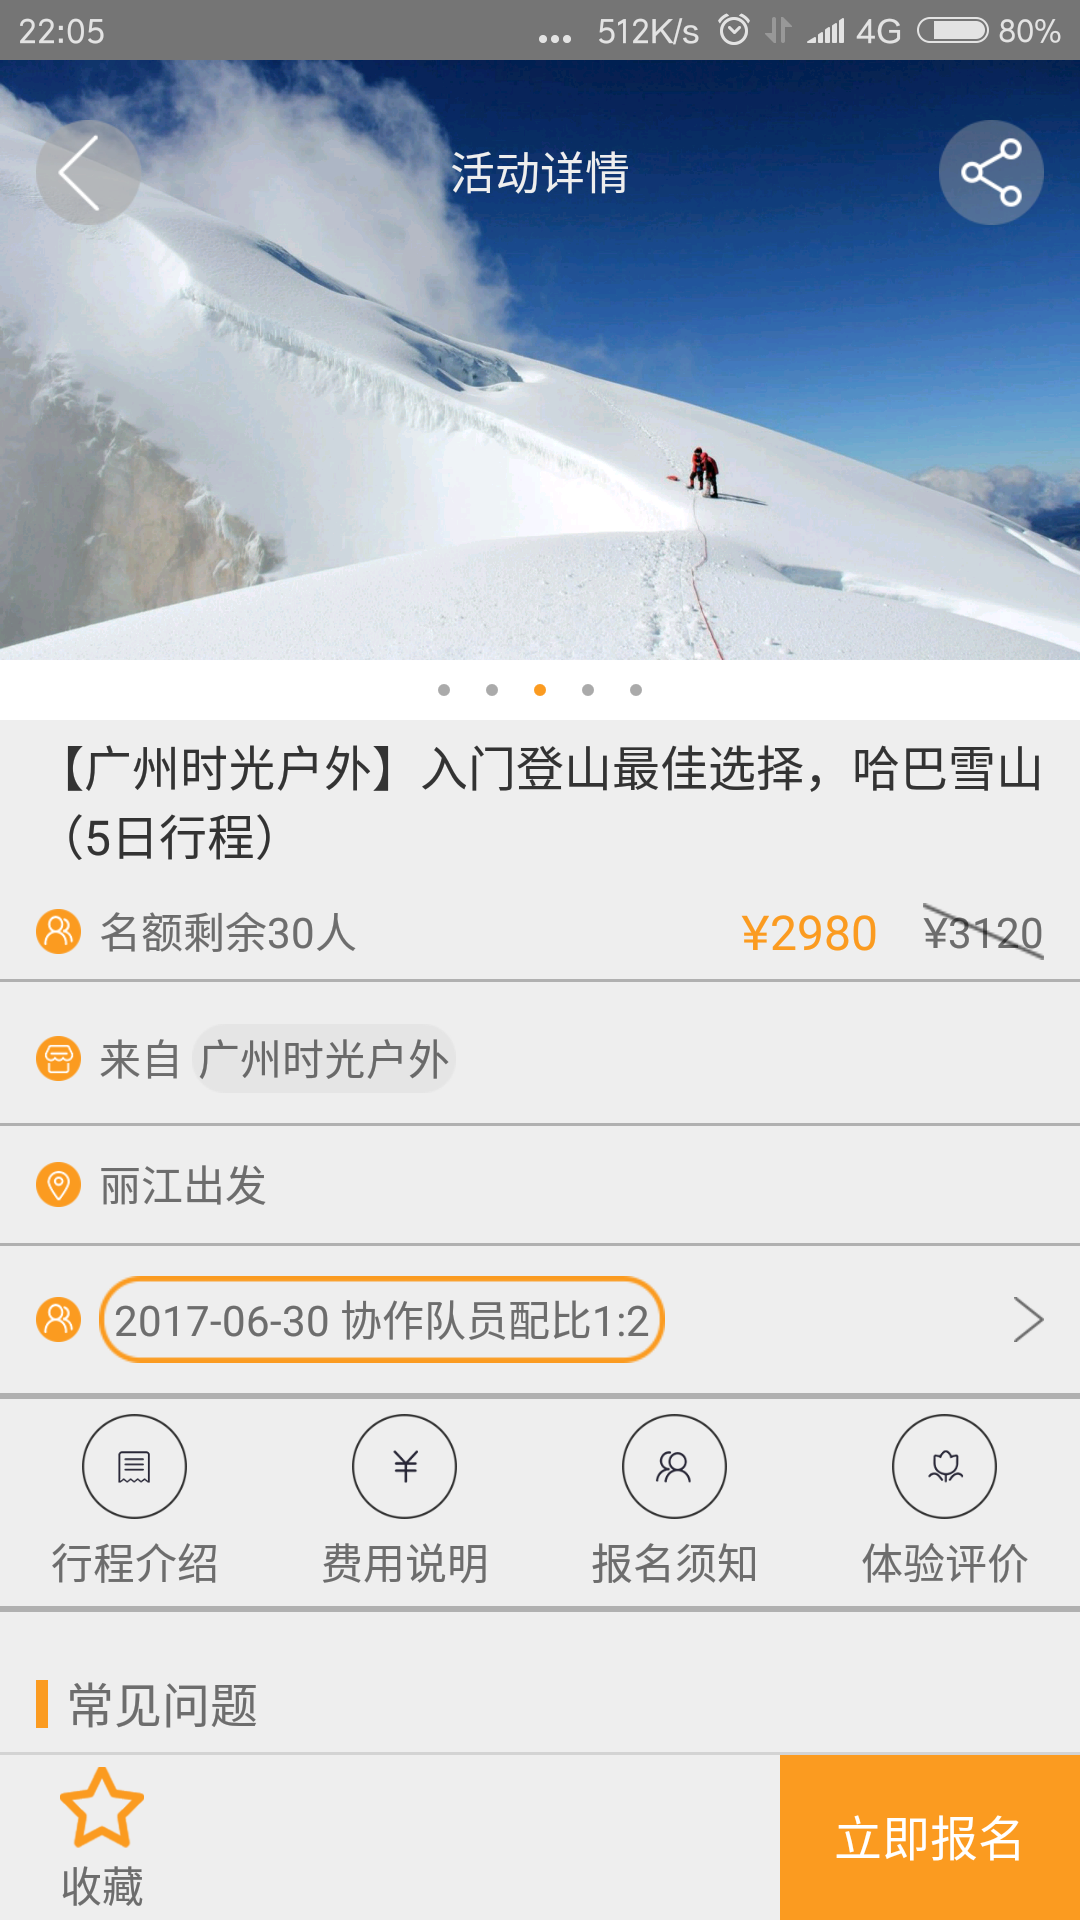 22:05 ... 512K/s 4G 80%
活动详情
【广州时光户外】入门登山最佳选择，哈巴雪山
（5日行程）
名额剩余30人 ¥2980 ¥3120
来自 广州时光户外
丽江出发
2017-06-30 协作队员配比1:2
行程介绍 费用说明 报名须知 体验评价
常见问题
收藏 立即报名